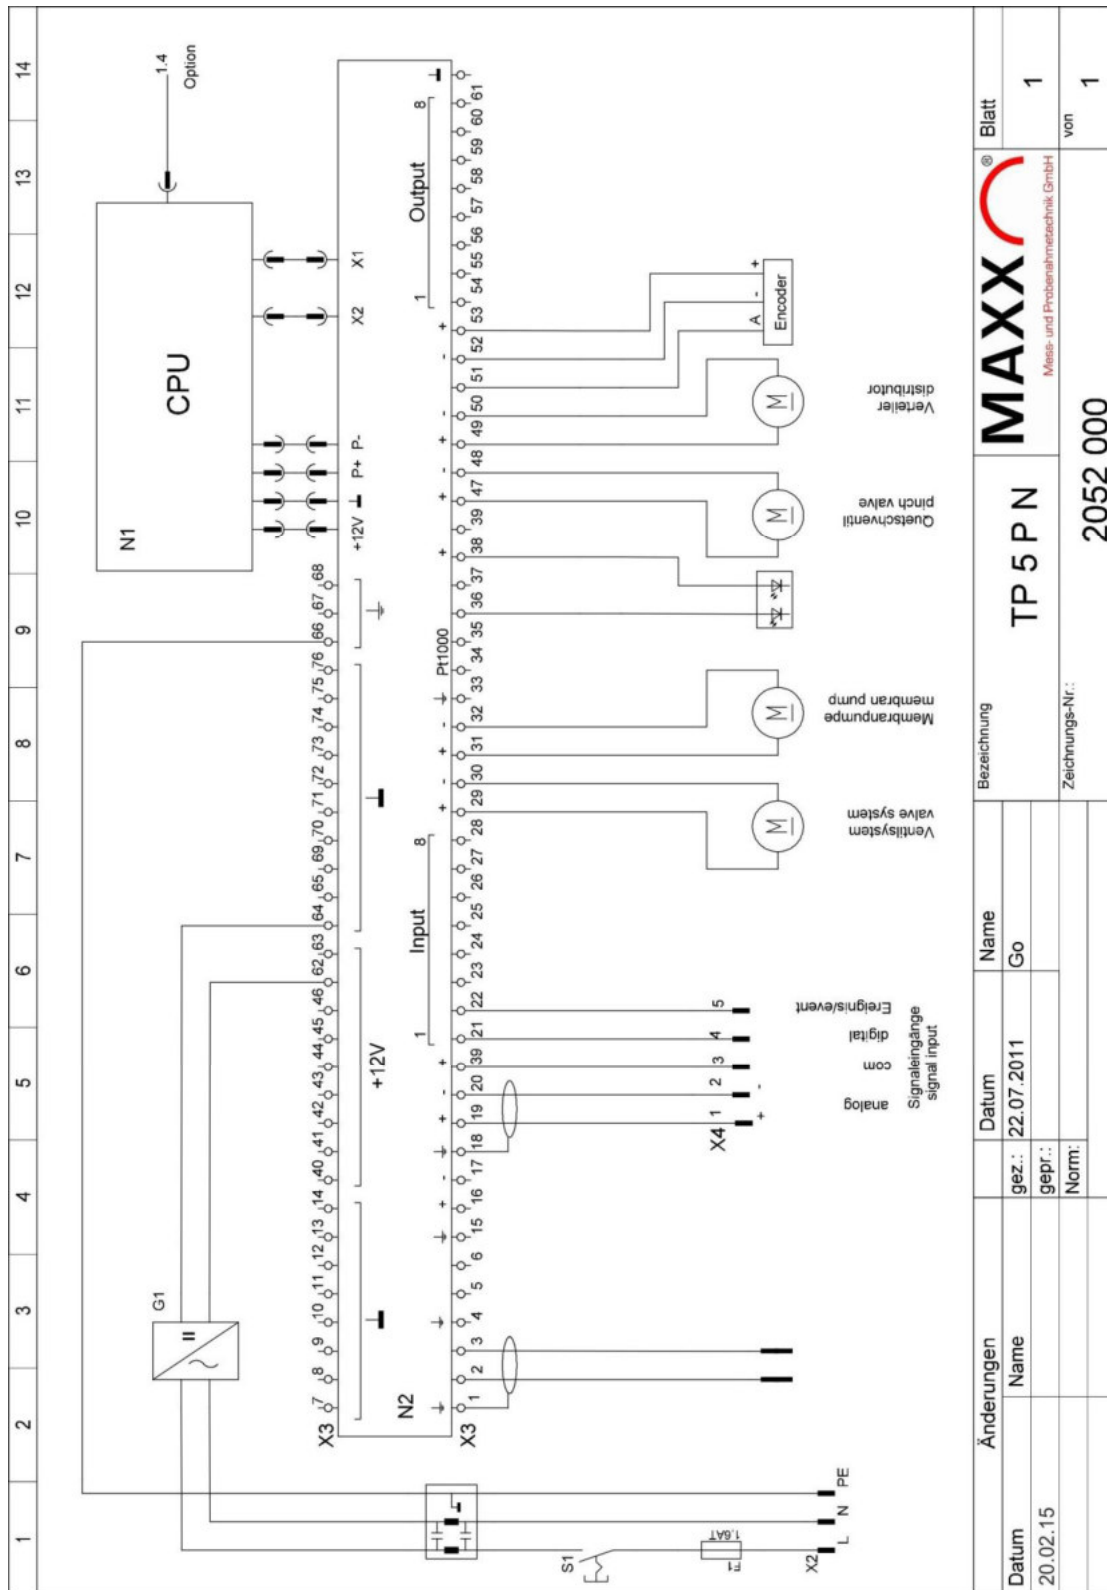 1 2 3 4 5 6 7 8 9 10 11 12 13 14
1.4
Option
CPU
N1
+12V P+ P- X2 X1
G1
X3
7 8 9 10 11 12 13 14 40 41 42 43 44 45 46 62 63 64 65 69 70 71 72 73 74 75 76 66 67 68
+12V
N2
Input
1 8
Pt1000
Output
1 8
+ - + - + - + - + - + - + - +
X3
1 2 3 4 5 6 15 16 17 18 19 20 39 21 22 23 24 25 26 27 28 29 30 31 32 33 34 35 36 37 38 39 47 48 49 50 51 52 53 54 55 56 57 58 59 60 61
S1
F1
1,6AT
X2
L N PE
X4
1 2 3 4 5
+ -
analog
com
digital
Ereignis/event
Signaleingänge
signal input
M
Ventilsystem
valve system
M
Membranpumpe
membran pump
M
Quetschventil
pinch valve
M
Verteiler
distributor
A - +
Encoder
Änderungen
Datum
Name
20.02.15
Datum
Name
gez.:
22.07.2011
Go
gepr.:
Norm:
Bezeichnung
TP 5 P N
Zeichnungs-Nr.:
2052 000
MAXX®
Mess- und Probenahmetechnik GmbH
Blatt
1
von
1